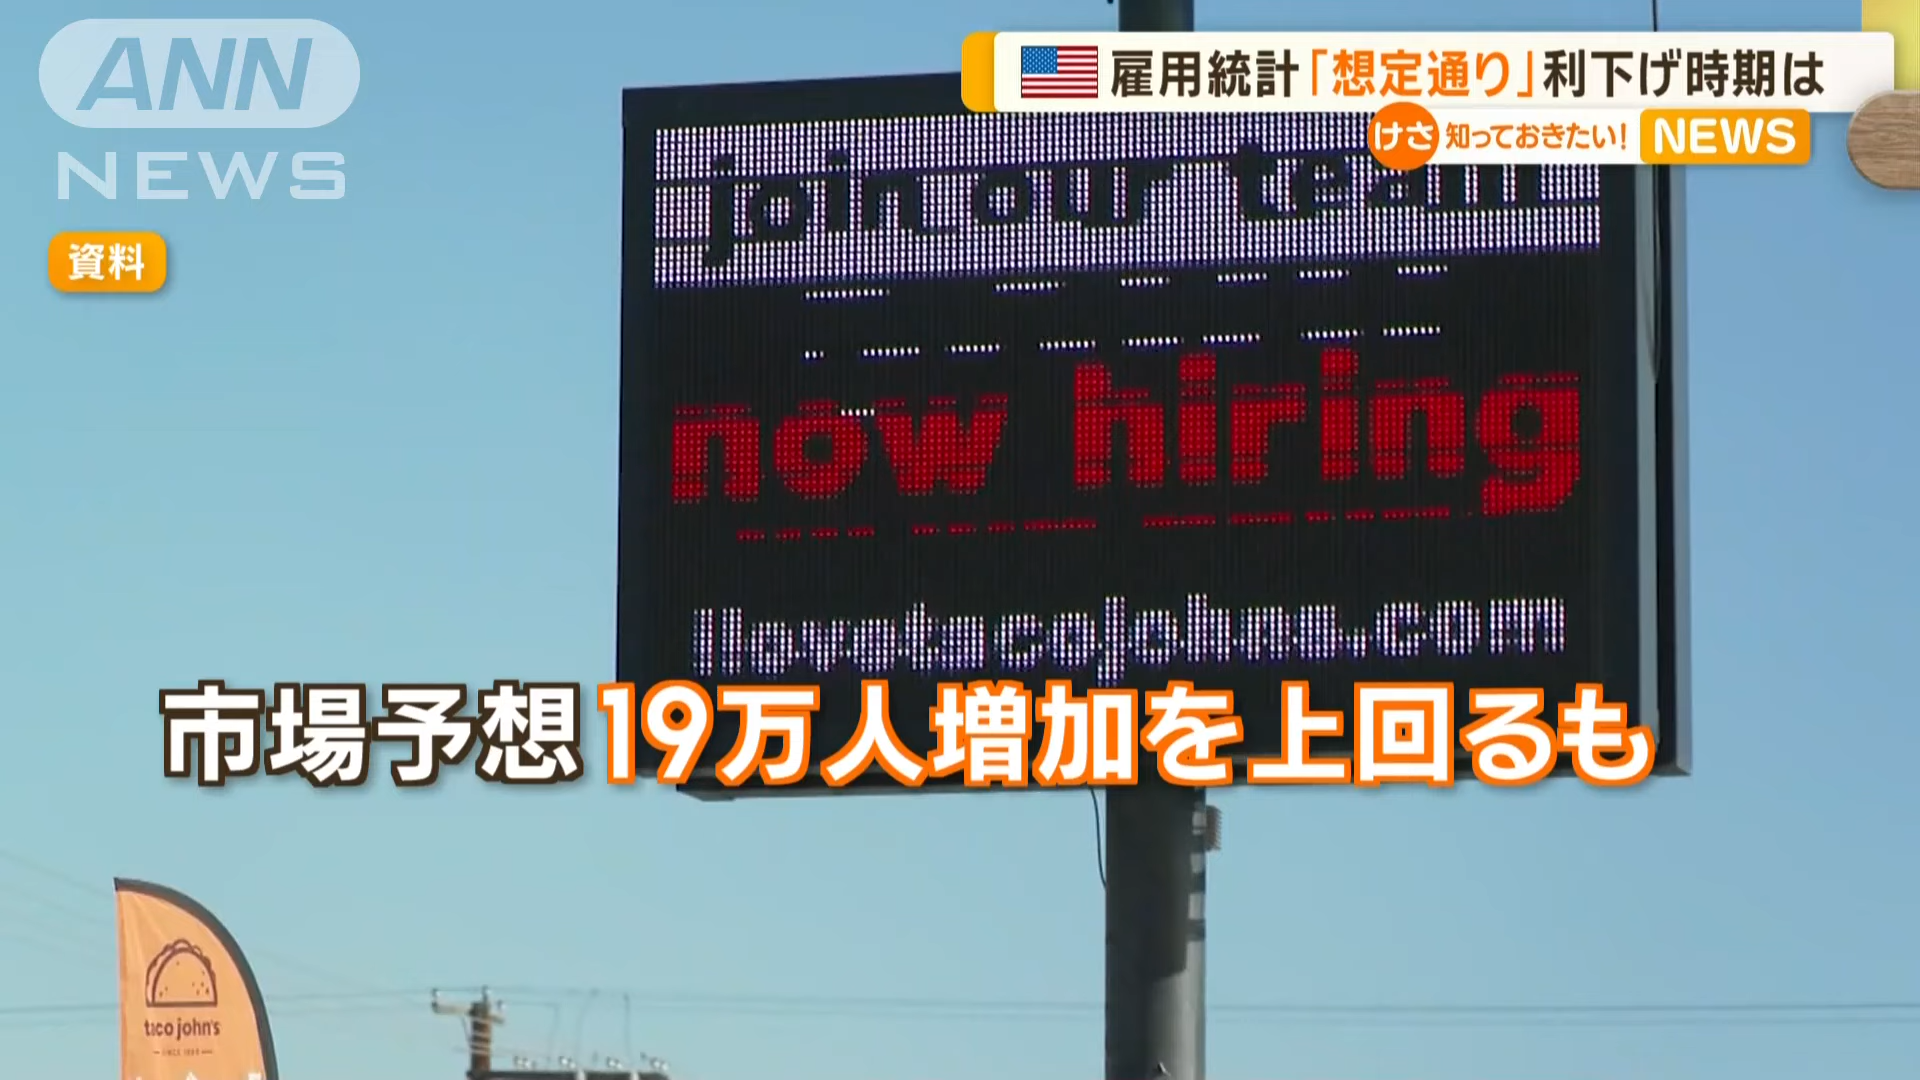 ANN
NEWS
雇用統計「想定通り」利下げ時期は
けさ 知っておきたい! NEWS
資料
join our team
now hiring
ilovetacojohns.com
市場予想19万人増加を上回るも
taco john's
SINCE 1969